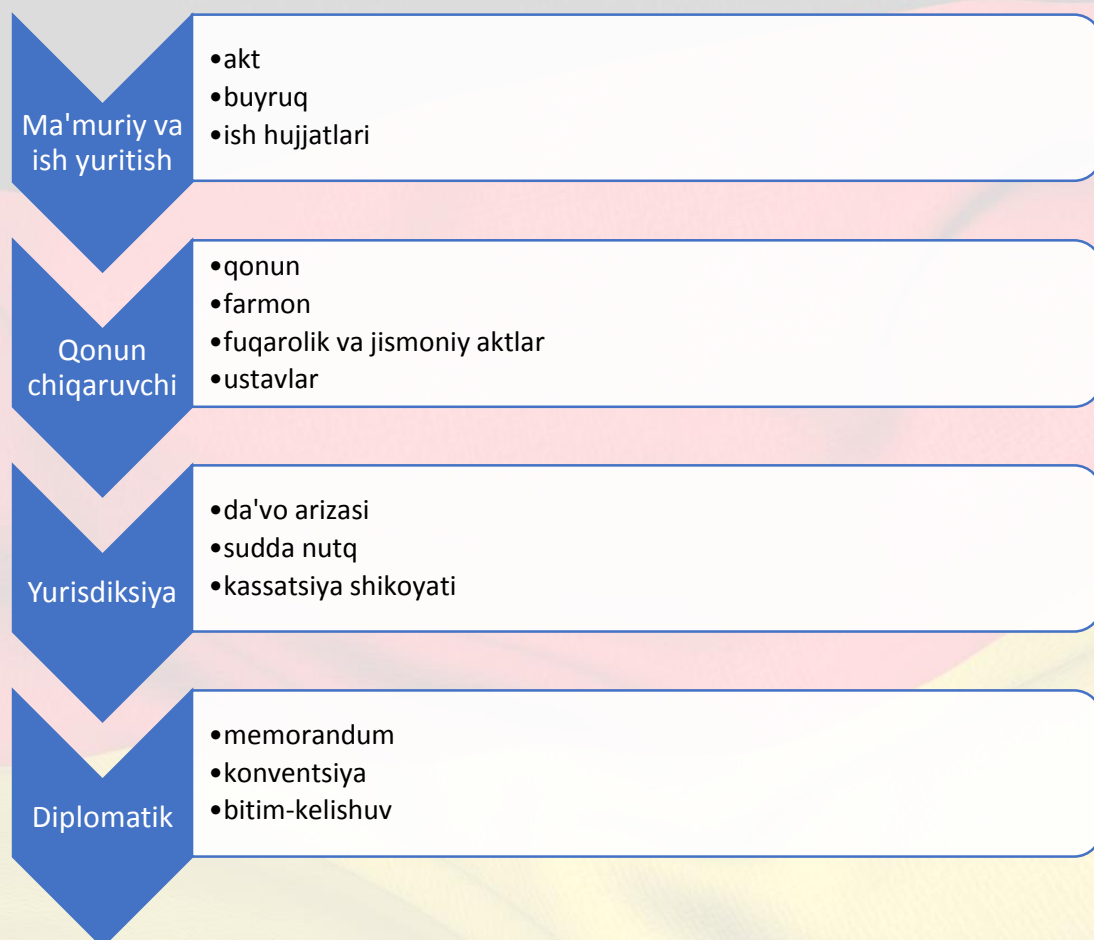 Ma'muriy va
ish yuritish
•akt
•buyruq
•ish hujjatlari
Qonun
chiqaruvchi
•qonun
•farmon
•fuqarolik va jismoniy aktlar
•ustavlar
Yurisdiksiya
•da'vo arizasi
•sudda nutq
•kassatsiya shikoyati
Diplomatik
•memorandum
•konventsiya
•bitim-kelishuv